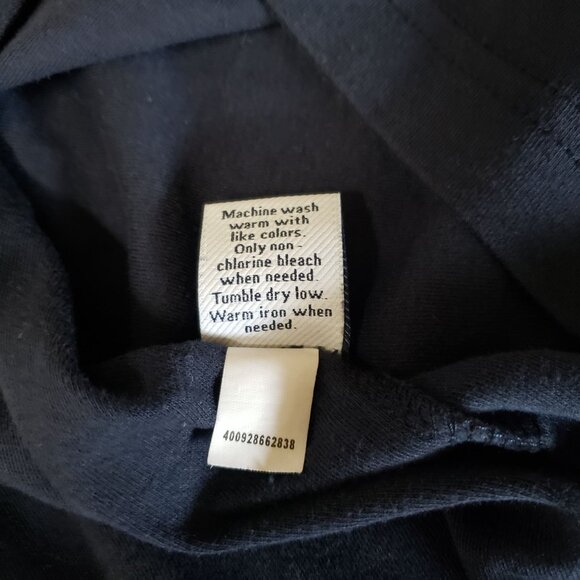 Machine wash
warm with
like colors.
Only non-
chlorine bleach
when needed.
Tumble dry low.
Warm iron when
needed.
400928662838